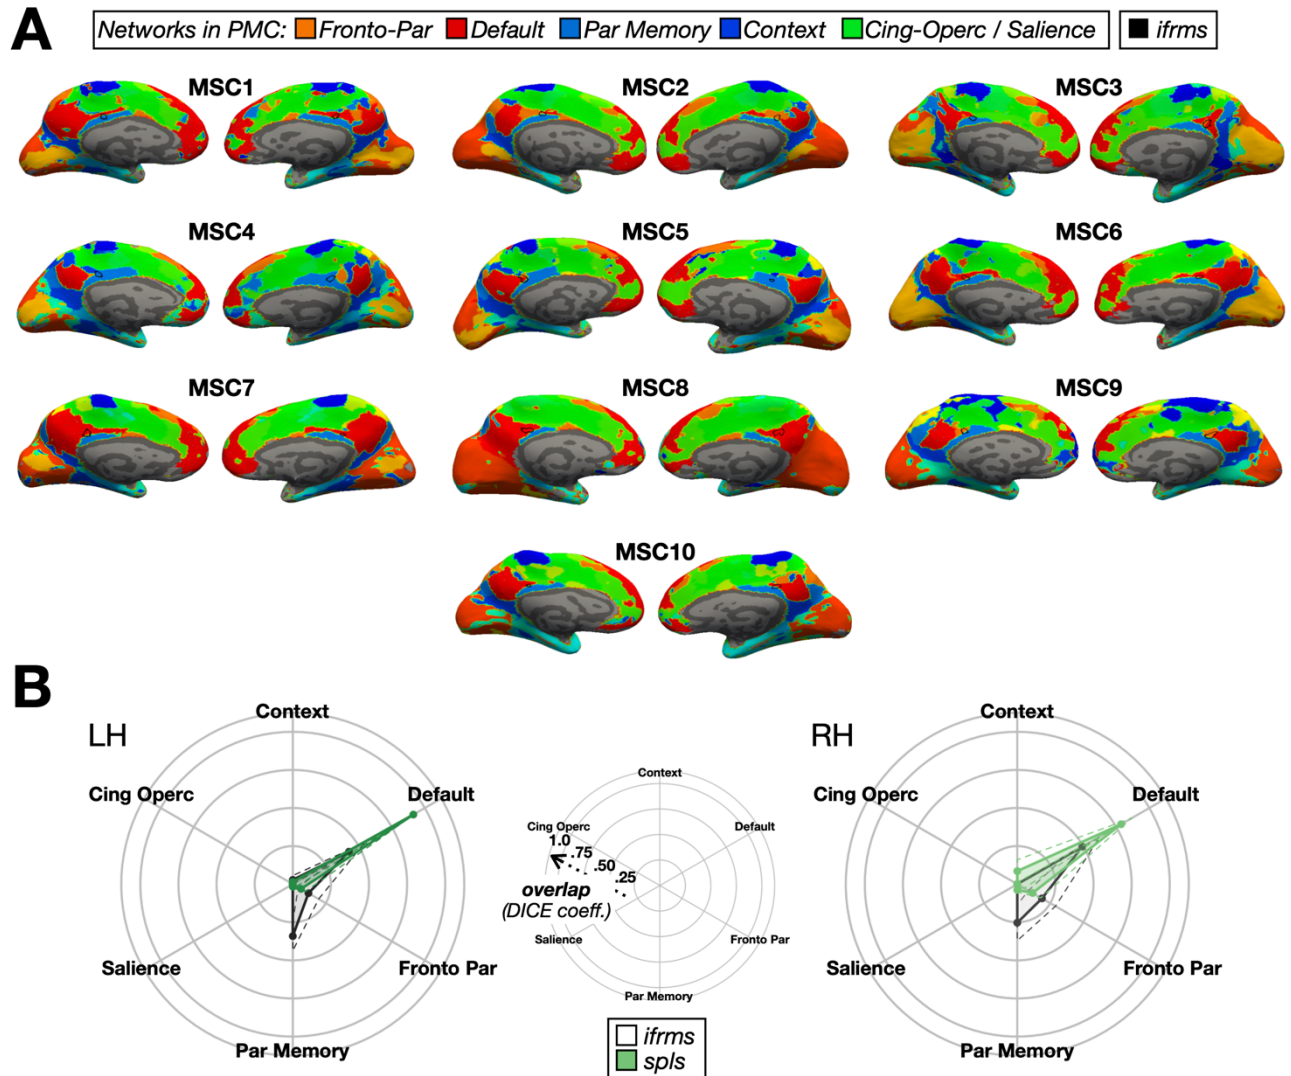 A
Networks in PMC: Fronto-Par Default Par Memory Context Cing-Operc / Salience ifrms
MSC1 MSC2 MSC3
MSC4 MSC5 MSC6
MSC7 MSC8 MSC9
MSC10
B
LH
Context
Cing Operc
Default
Salience
Fronto Par
Par Memory
Context
Cing Operc
Default
1.0
.75
.50
.25
overlap
(DICE coeff.)
Salience
Fronto Par
Par Memory
ifrms
spls
RH
Context
Cing Operc
Default
Salience
Fronto Par
Par Memory